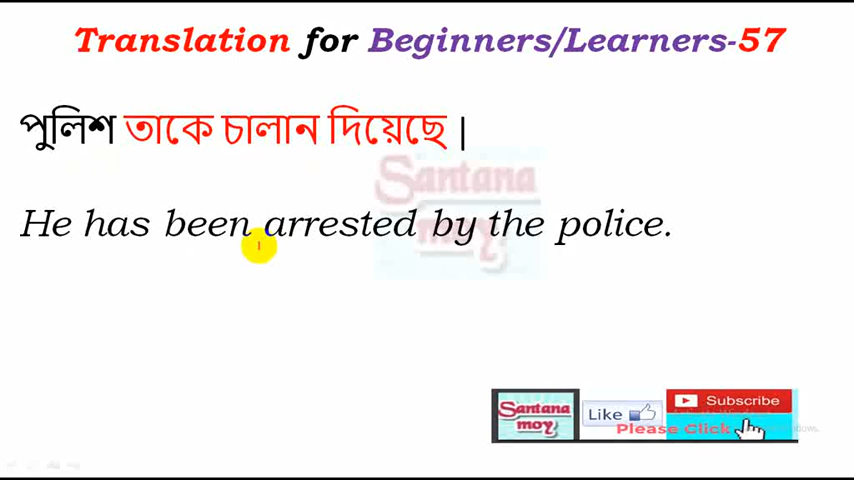 Translation for Beginners/Learners-57
পুলিশ তাকে চালান দিয়েছে |
Santana
moy
He has been arrested by the police.
Santana
moy
Like
Subscribe
Please Click